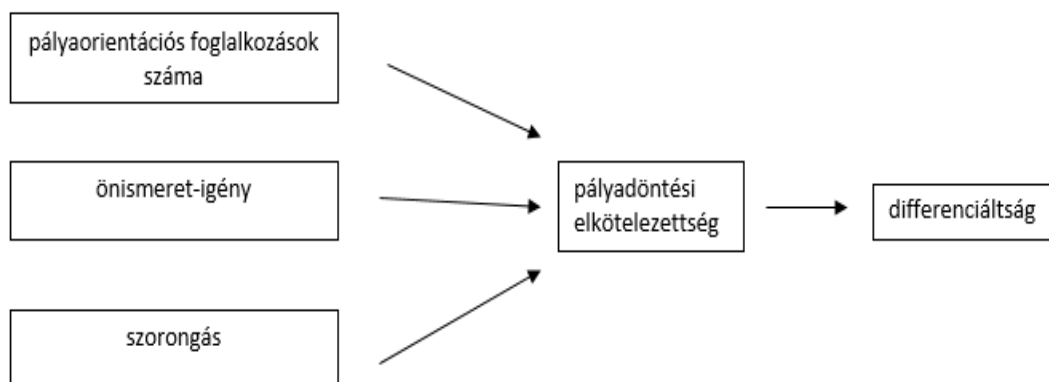 pályaorientációs foglalkozások
száma
önismeret-igény
szorongás
pályadöntési
elkötelezettség
differenciáltság